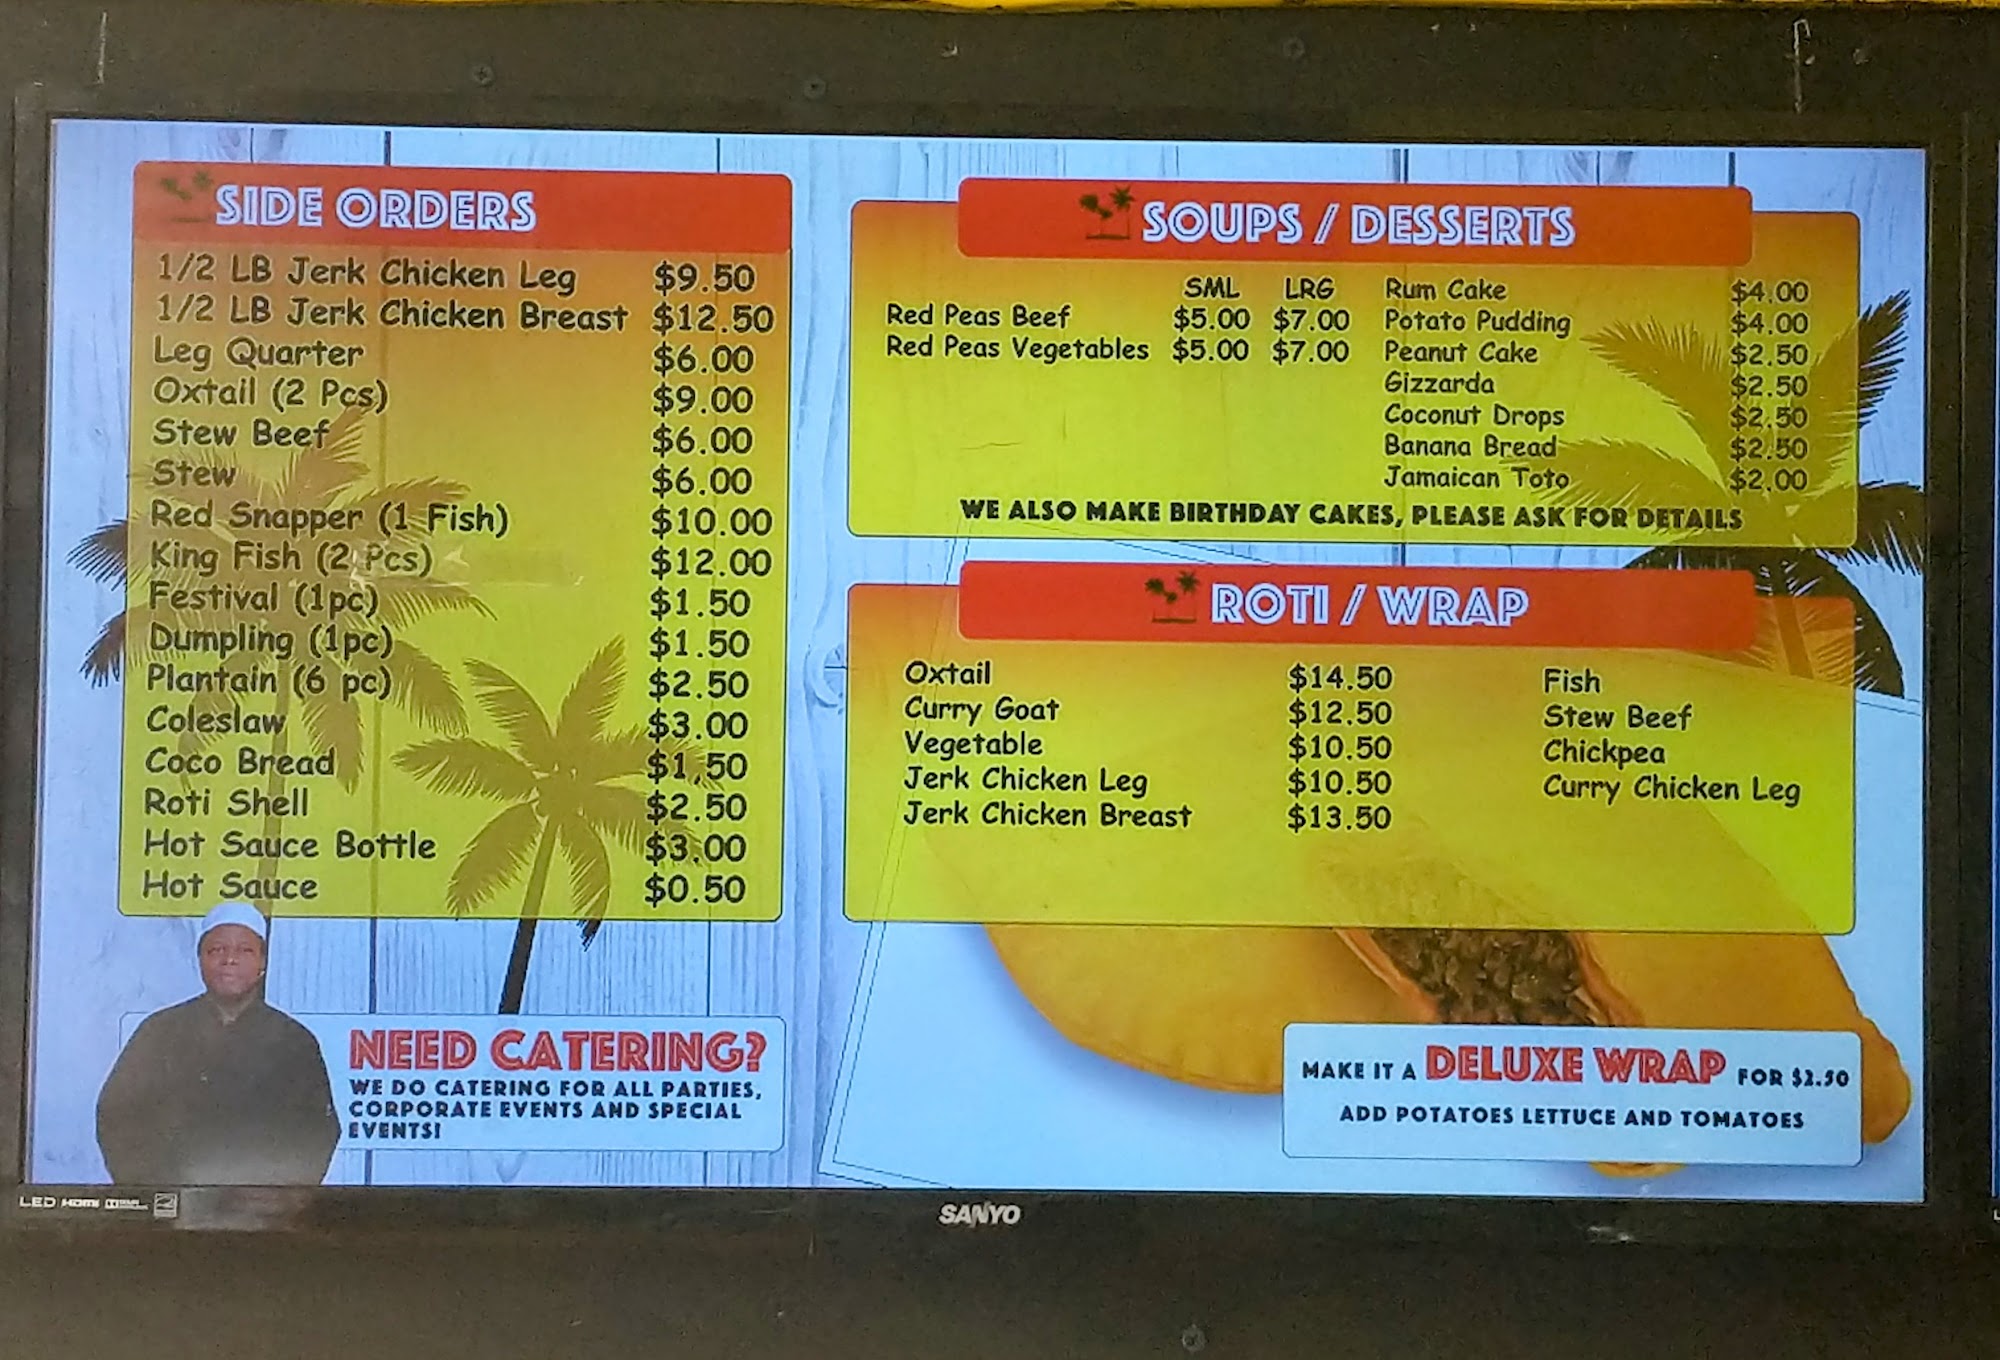 SIDE ORDERS
1/2 LB Jerk Chicken Leg $9.50
1/2 LB Jerk Chicken Breast $12.50
Leg Quarter $6.00
Oxtail (2 Pcs) $9.00
Stew Beef $6.00
Stew $6.00
Red Snapper (1 Fish) $10.00
King Fish (2 Pcs) $12.00
Festival (1pc) $1.50
Dumpling (1pc) $1.50
Plantain (6 pc) $2.50
Coleslaw $3.00
Coco Bread $1.50
Roti Shell $2.50
Hot Sauce Bottle $3.00
Hot Sauce $0.50
NEED CATERING?
WE DO CATERING FOR ALL PARTIES,
CORPORATE EVENTS AND SPECIAL
EVENTS!
SOUPS / DESSERTS
SML LRG
Red Peas Beef $5.00 $7.00
Red Peas Vegetables $5.00 $7.00
Rum Cake $4.00
Potato Pudding $4.00
Peanut Cake $2.50
Gizzarda $2.50
Coconut Drops $2.50
Banana Bread $2.50
Jamaican Toto $2.00
WE ALSO MAKE BIRTHDAY CAKES, PLEASE ASK FOR DETAILS
ROTI / WRAP
Oxtail $14.50
Curry Goat $12.50
Vegetable $10.50
Jerk Chicken Leg $10.50
Jerk Chicken Breast $13.50
Fish
Stew Beef
Chickpea
Curry Chicken Leg
MAKE IT A DELUXE WRAP FOR $2.50
ADD POTATOES LETTUCE AND TOMATOES
LED HDMI
SANYO